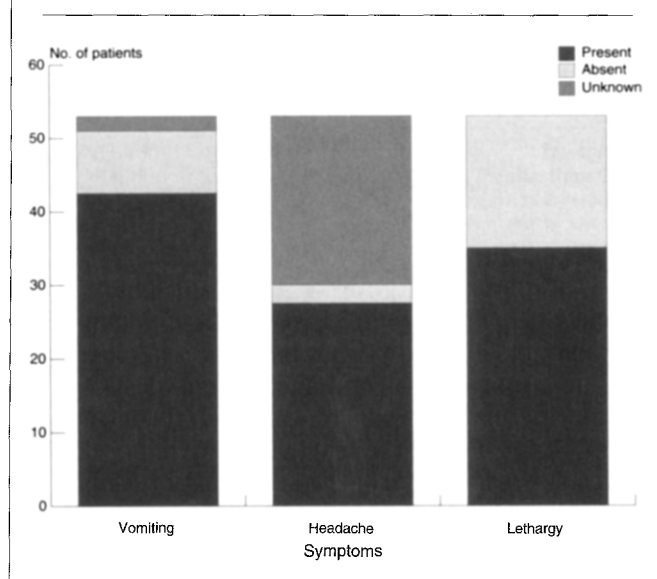 No. of patients
Present
Absent
Unknown
60
50
40
30
20
10
0
Vomiting Headache Lethargy
Symptoms